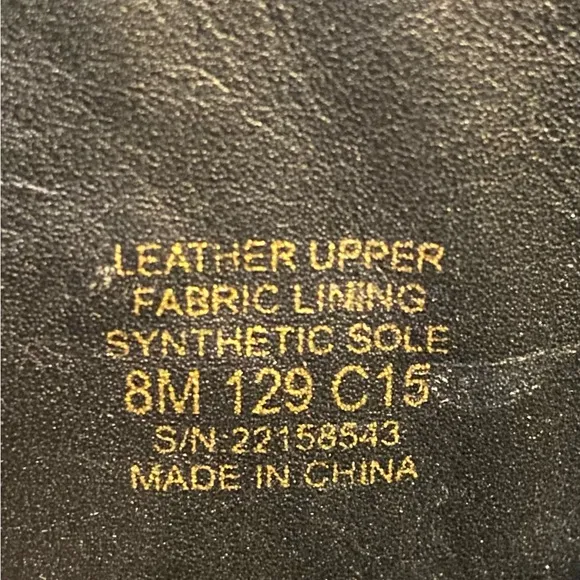 LEATHER UPPER
FABRIC LINING
SYNTHETIC SOLE
8M 129 C15
S/N:22158543
MADE IN CHINA